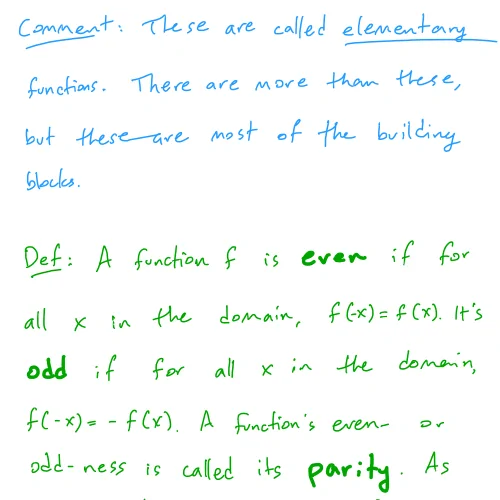 Comment: These are called elementary
functions. There are more than these,
but these are most of the building
blocks.
Def: A function f is even if for
all x in the domain, f(-x) = f(x). It's
odd if for all x in the domain,
f(-x) = - f(x). A function's even- or
odd-ness is called its parity. As